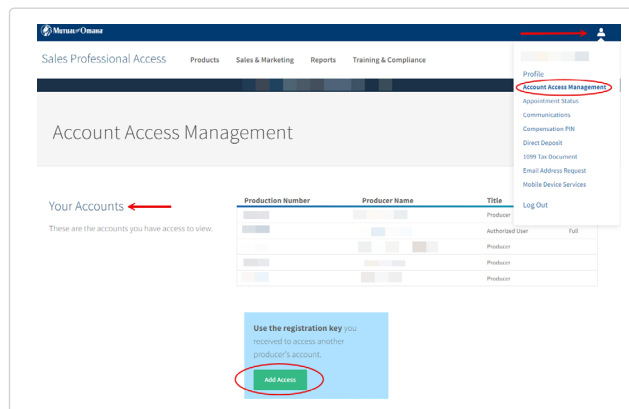 Mutual of Omaha
Sales Professional Access
Products
Sales & Marketing
Reports
Training & Compliance
Profile
Account Access Management
Appointment Status
Communications
Compensation PIN
Direct Deposit
1099 Tax Document
Email Address Request
Mobile Device Services
Log Out
Account Access Management
Your Accounts
These are the accounts you have access to view.
Production Number
Producer Name
Title
Producer
Authorized User
Full
Producer
Producer
Producer
Use the registration key you
received to access another
producer's account.
Add Access